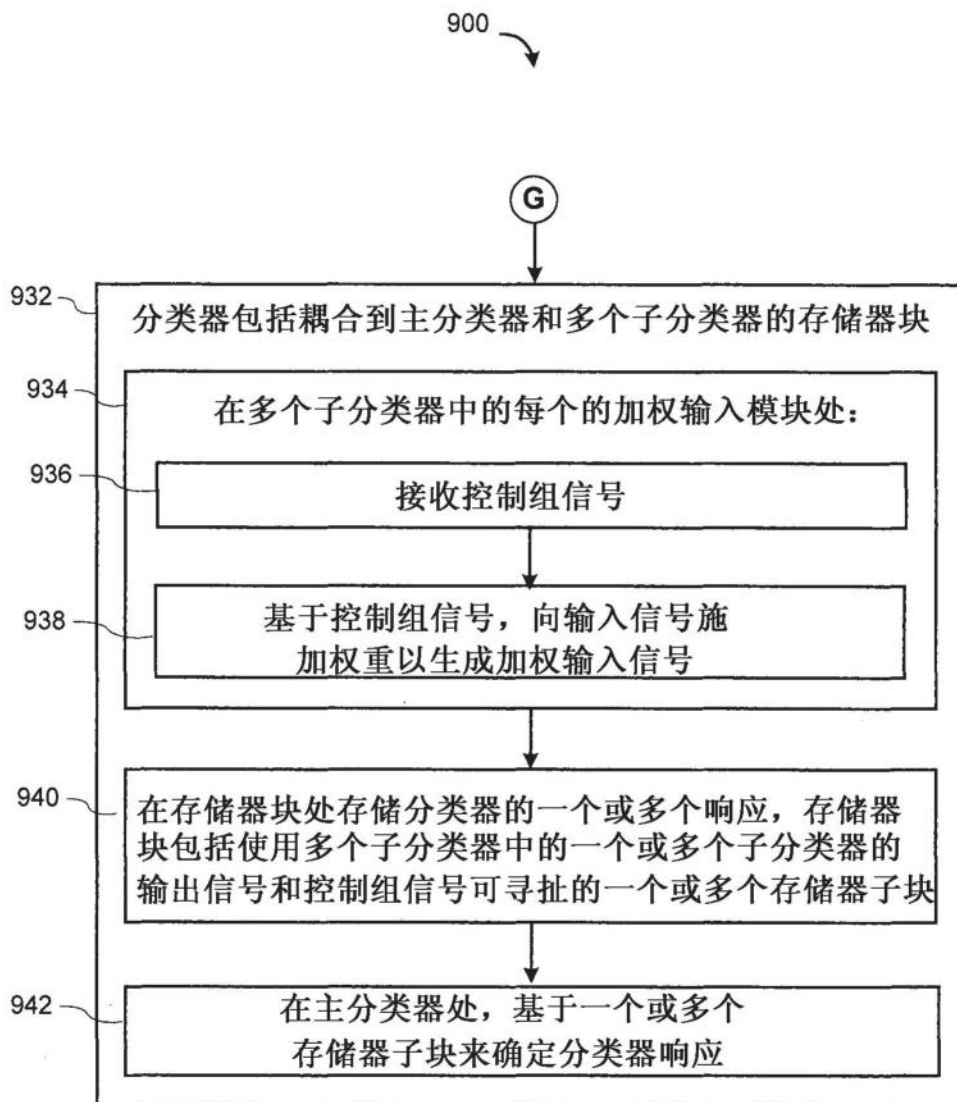 900
G
932
分类器包括耦合到主分类器和多个子分类器的存储器块
934
在多个子分类器中的每个的加权输入模块处：
936
接收控制组信号
938
基于控制组信号，向输入信号施
加权重以生成加权输入信号
940
在存储器块处存储分类器的一个或多个响应，存储器
块包括使用多个子分类器中的一个或多个子分类器的
输出信号和控制组信号可寻扯的一个或多个存储器子块
942
在主分类器处，基于一个或多个
存储器子块来确定分类器响应